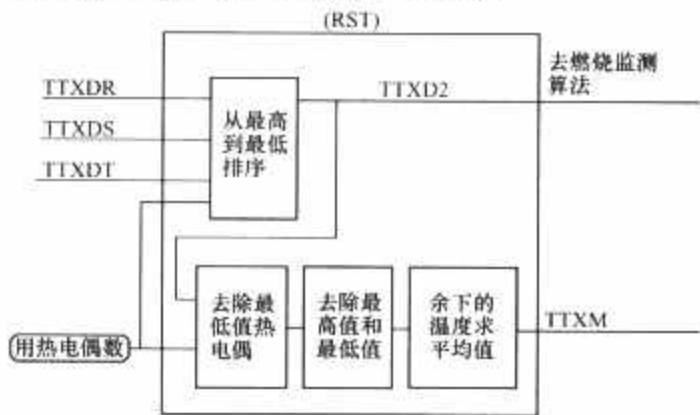 (RST)
TTXDR
TTXDS
TTXDT
从最高
到最低
排序
TTXD2
去燃烧监测
算法
用热电偶数
去除最
低值热
电偶
去除最
高值和
最低值
余下的
温度求
平均值
TTXM